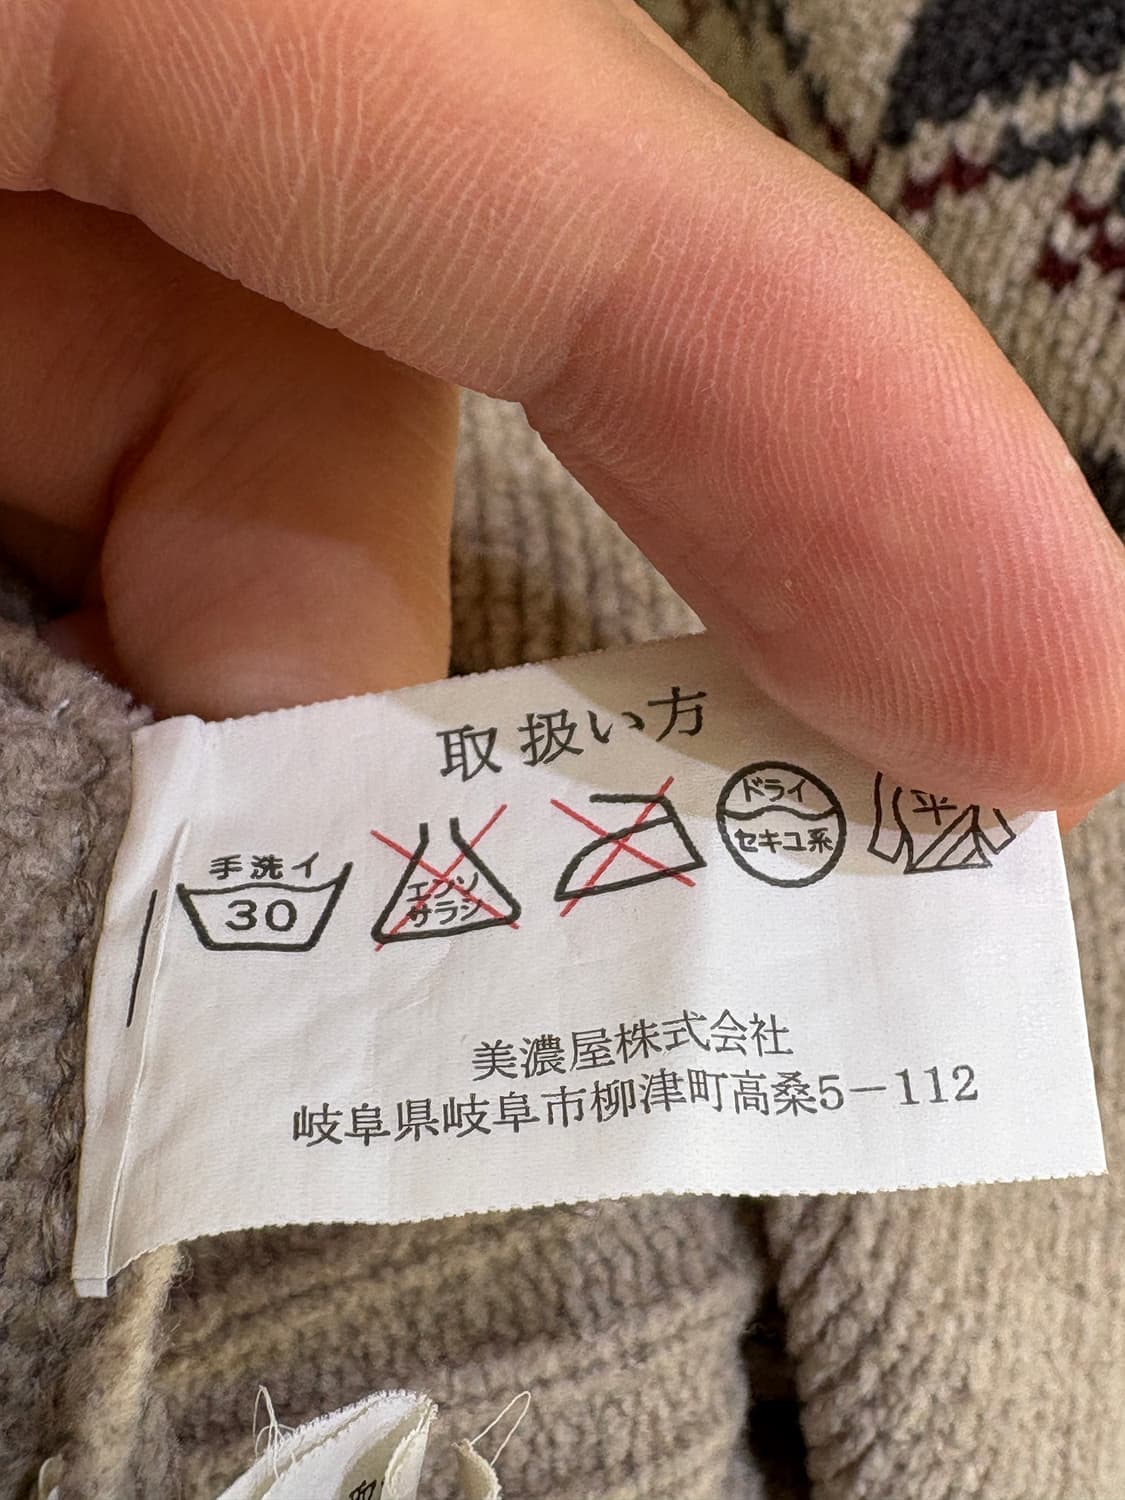 取扱い方
手洗イ
30
エンソ
サラシ
ドライ
セキユ系
平
美濃屋株式会社
岐阜県岐阜市柳津町高桑5−112